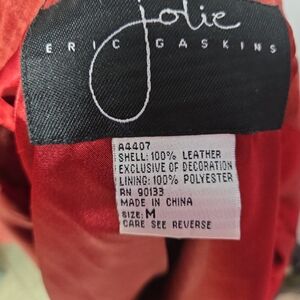 jolie
ERIC GASKINS
A4407
SHELL: 100% LEATHER
EXCLUSIVE OF DECORATION
LINING: 100% POLYESTER
RN 90133
MADE IN CHINA
SIZE: M
CARE SEE REVERSE